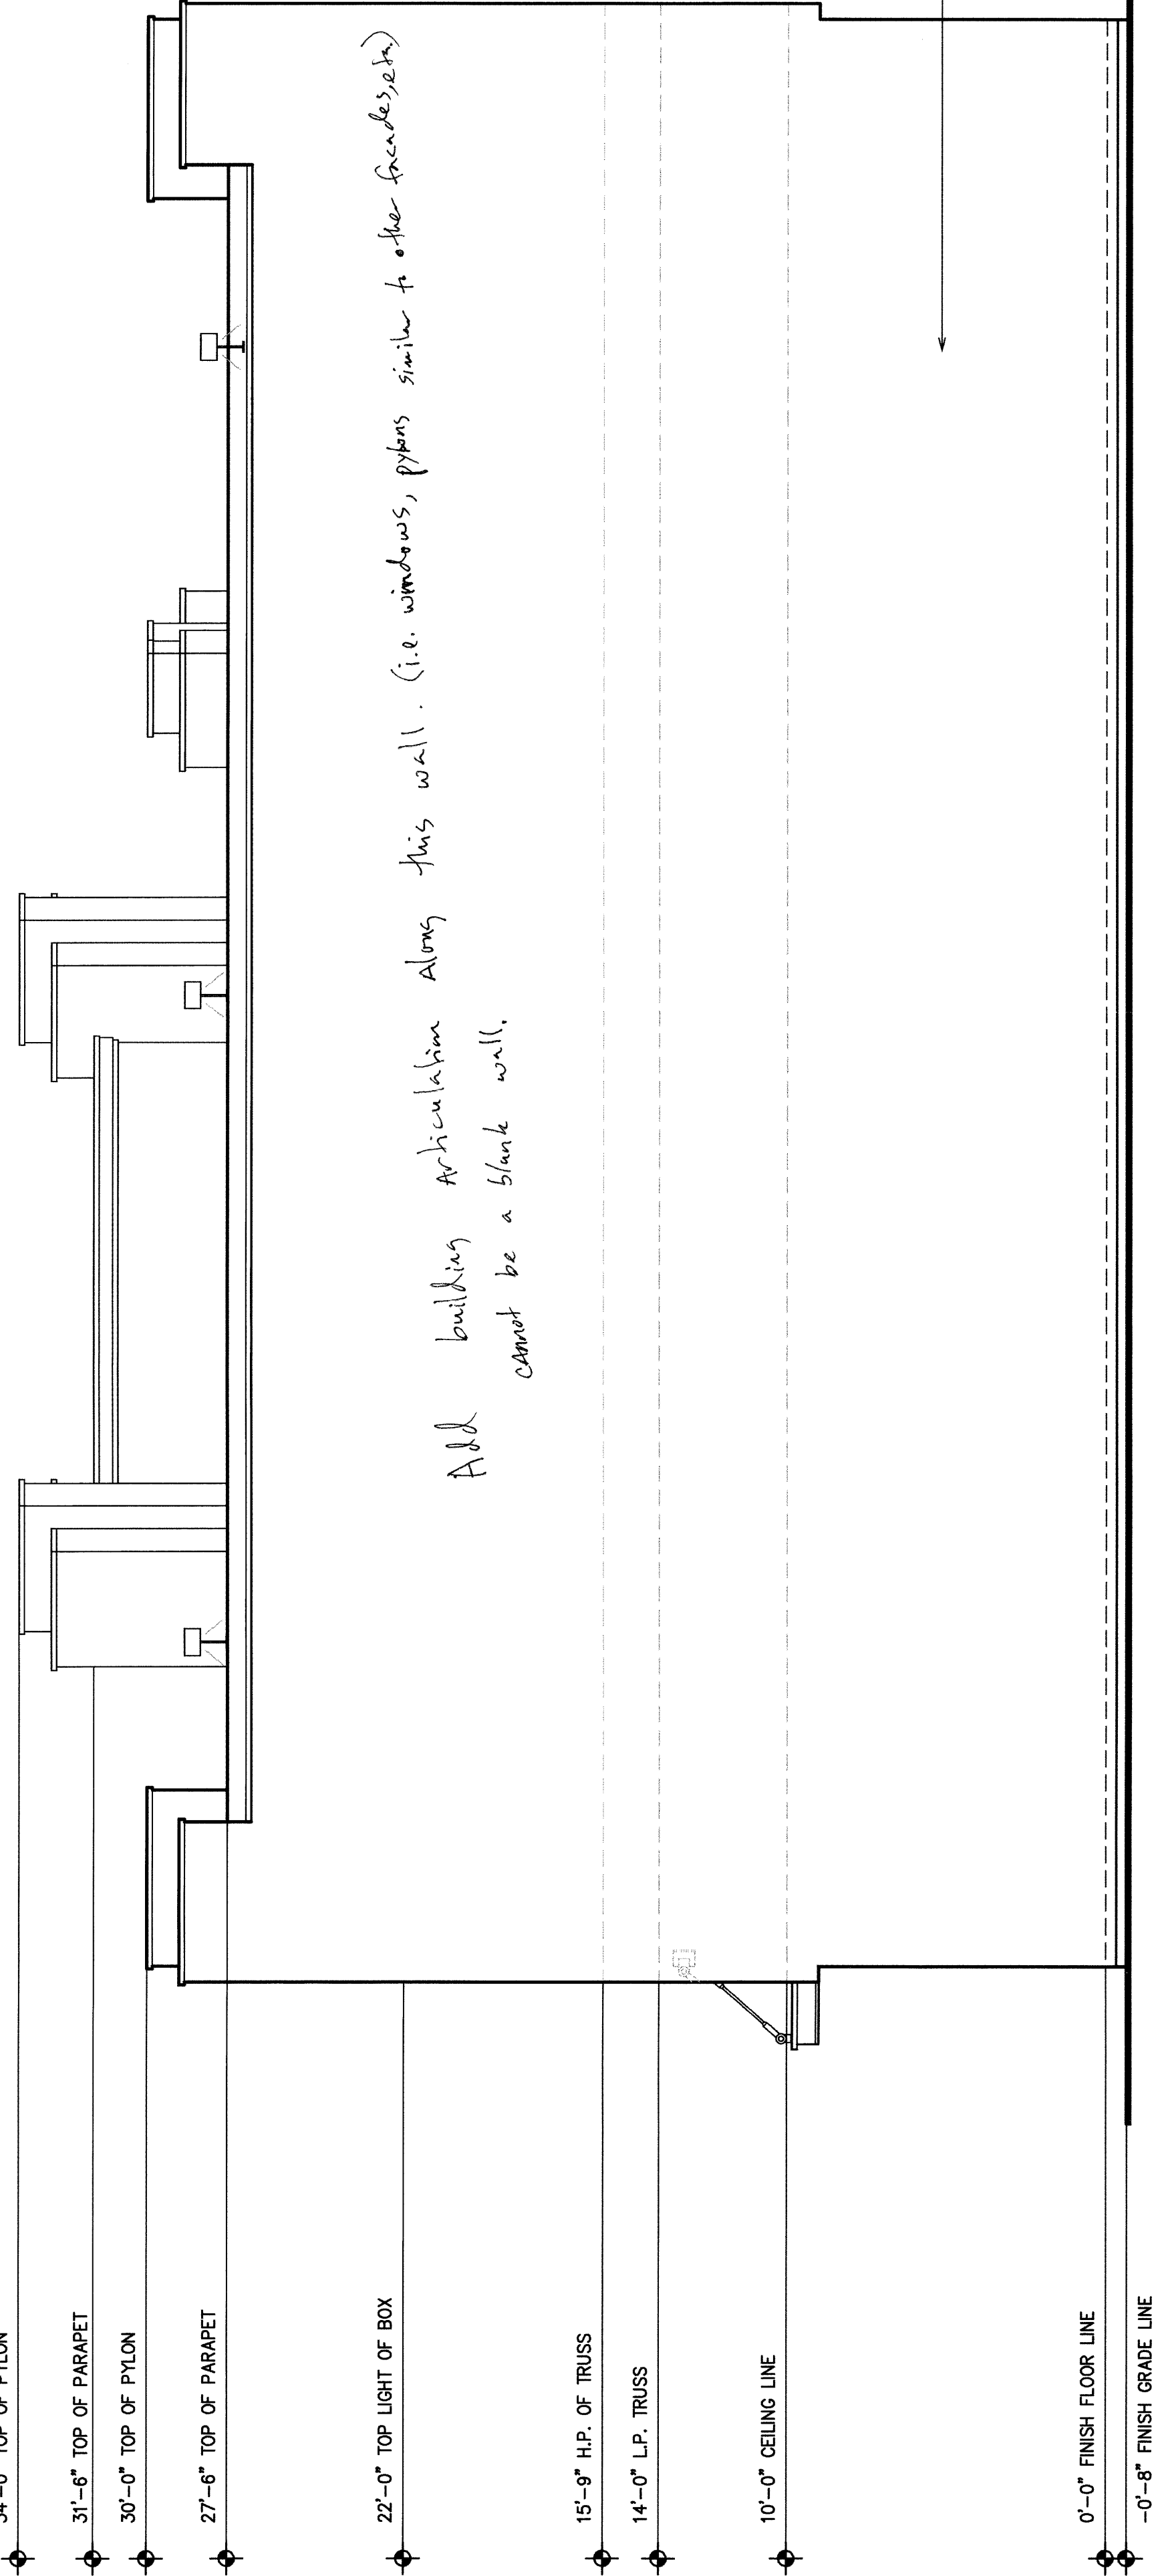 34'-0" TOP OF PYLON
31'-6" TOP OF PARAPET
30'-0" TOP OF PYLON
27'-6" TOP OF PARAPET
22'-0" TOP LIGHT OF BOX
15'-9" H.P. OF TRUSS
14'-0" L.P. TRUSS
10'-0" CEILING LINE
0'-0" FINISH FLOOR LINE
-0'-8" FINISH GRADE LINE
Add building Articulation Along this wall. (i.e. windows, pylons similar to other facades, etc.)
cannot be a blank wall.